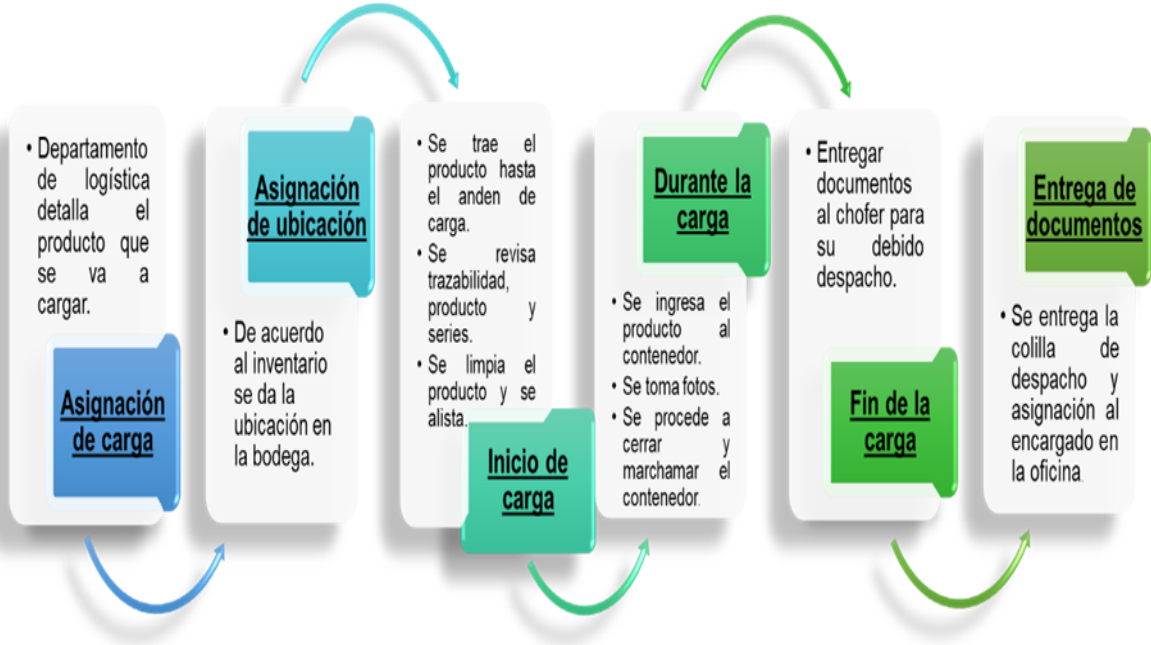 • Departamento
de logística
detalla el
producto que
se va a
cargar.
Asignación
de carga
Asignación
de ubicación
• De acuerdo
al inventario
se da la
ubicación en
la bodega.
• Se trae el
producto hasta
el anden de
carga.
• Se revisa
trazabilidad,
producto y
series.
• Se limpia el
producto y se
alista.
Inicio de
carga
Durante la
carga
• Se ingresa el
producto al
contenedor.
• Se toma fotos.
• Se procede a
cerrar y
marchamar el
contenedor.
• Entregar
documentos
al chofer para
su debido
despacho.
Fin de la
carga
Entrega de
documentos
• Se entrega la
colilla de
despacho y
asignación al
encargado en
la oficina.